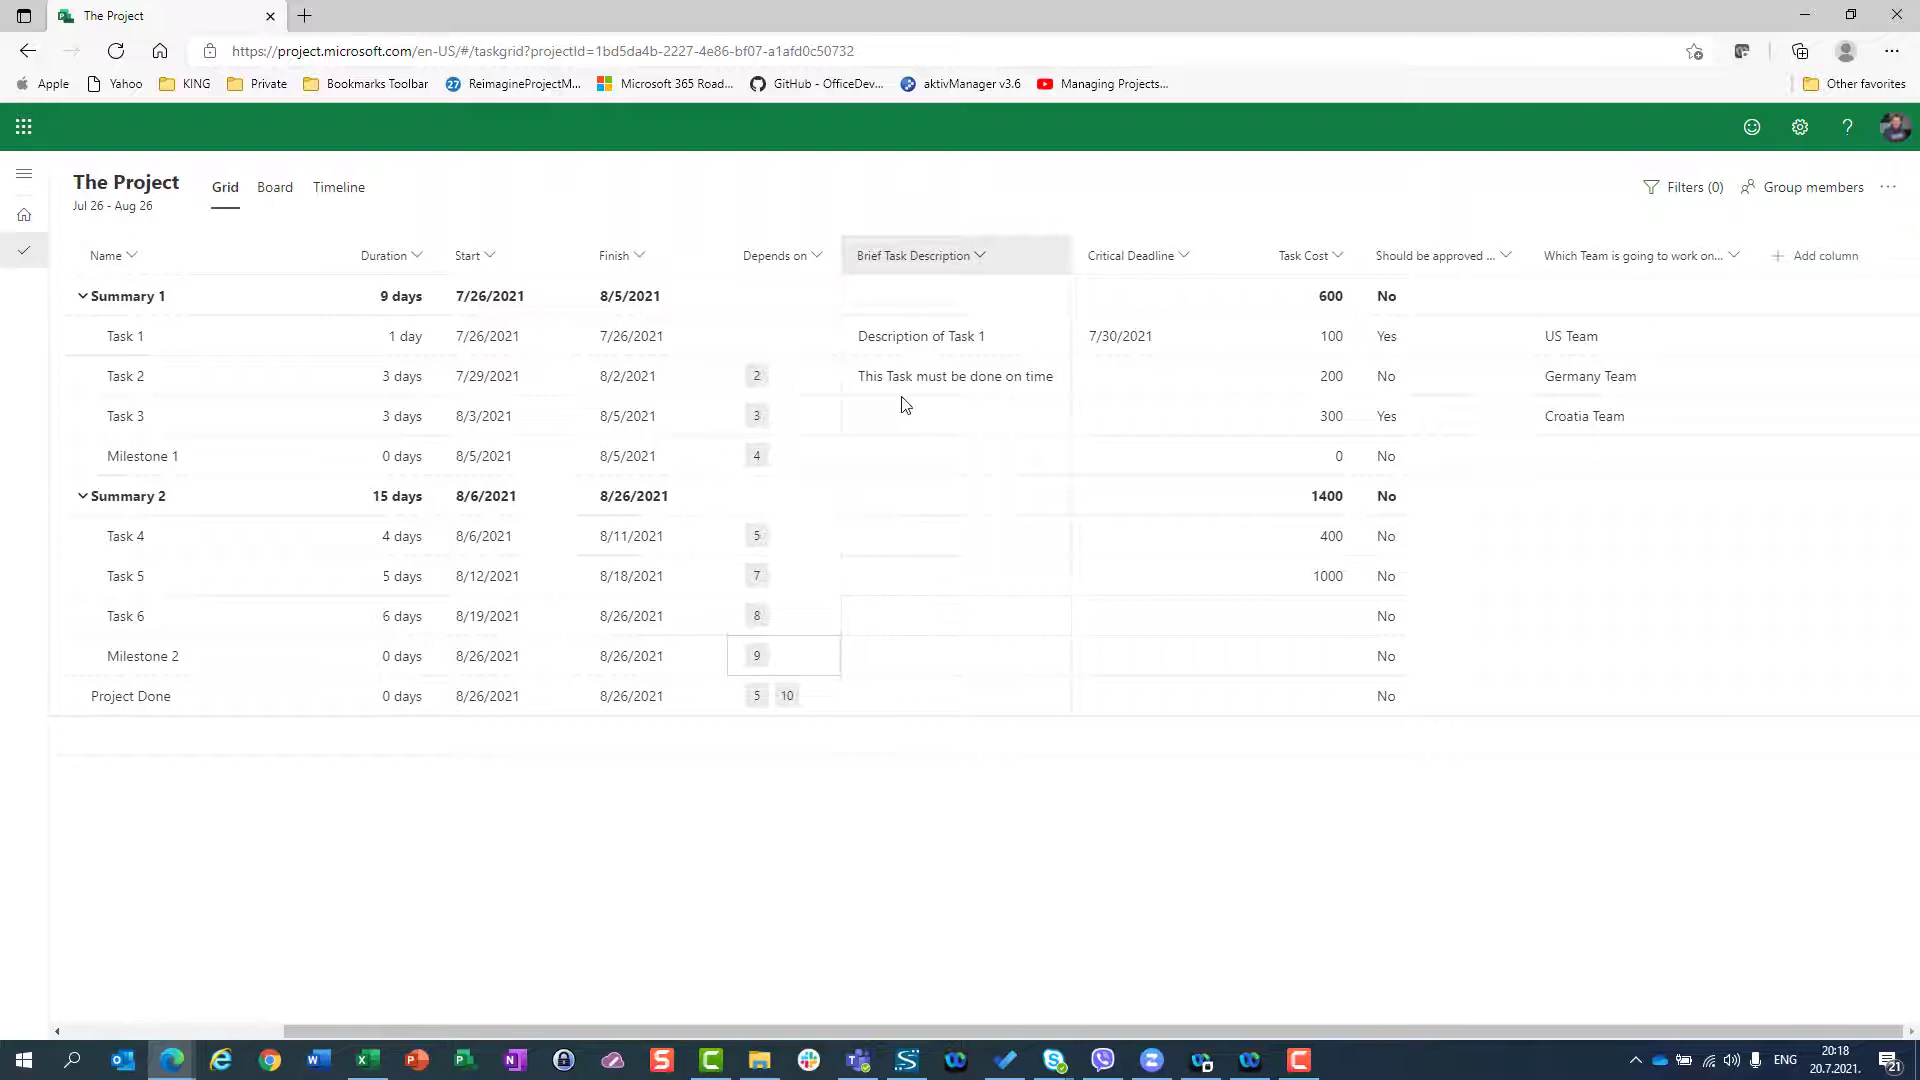 The Project
https://project.microsoft.com/en-US/#/taskgrid?projectId=1bd5da4b-2227-4e86-bf07-a1afd0c50732
Apple Yahoo KING Private Bookmarks Toolbar 27 ReimagineProjectM... Microsoft 365 Road... GitHub - OfficeDev... aktivManager v3.6 Managing Projects... Other favorites
The Project Grid Board Timeline Filters (0) Group members
Jul 26 - Aug 26
Name Duration Start Finish Depends on Brief Task Description Critical Deadline Task Cost Should be approved ... Which Team is going to work on... Add column
Summary 1 9 days 7/26/2021 8/5/2021 600 No
Task 1 1 day 7/26/2021 7/26/2021 Description of Task 1 7/30/2021 100 Yes US Team
Task 2 3 days 7/29/2021 8/2/2021 2 This Task must be done on time 200 No Germany Team
Task 3 3 days 8/3/2021 8/5/2021 3 300 Yes Croatia Team
Milestone 1 0 days 8/5/2021 8/5/2021 4 0 No
Summary 2 15 days 8/6/2021 8/26/2021 1400 No
Task 4 4 days 8/6/2021 8/11/2021 5 400 No
Task 5 5 days 8/12/2021 8/18/2021 7 1000 No
Task 6 6 days 8/19/2021 8/26/2021 8 No
Milestone 2 0 days 8/26/2021 8/26/2021 9 No
Project Done 0 days 8/26/2021 8/26/2021 5 10 No
ENG 20:18
20.7.2021. 21